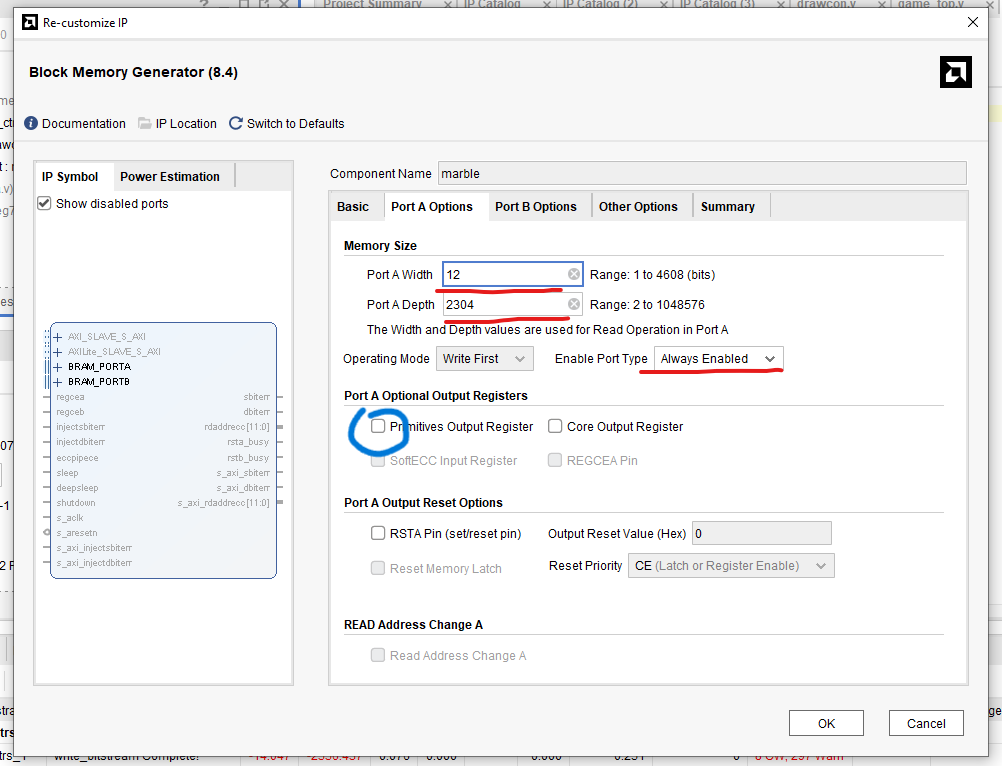 Project Summary IP Catalog IP Catalog (2) IP Catalog (3) drawcon.v game_top.v
Re-customize IP
Block Memory Generator (8.4)
Documentation IP Location Switch to Defaults
IP Symbol Power Estimation
Show disabled ports
AXI_SLAVE_S_AXI
AXILite_SLAVE_S_AXI
BRAM_PORTA
BRAM_PORTB
regcea sbiterr
regceb dbiterr
injectsbiterr rdaddrecc[11:0]
injectdbiterr rsta_busy
eccpipece rstb_busy
sleep s_axi_sbiterr
deepsleep s_axi_dbiterr
shutdown s_axi_rdaddrecc[11:0]
s_aclk
s_aresetn
s_axi_injectsbiterr
s_axi_injectdbiterr
Component Name marble
Basic Port A Options Port B Options Other Options Summary
Memory Size
Port A Width 12 Range: 1 to 4608 (bits)
Port A Depth 2304 Range: 2 to 1048576
The Width and Depth values are used for Read Operation in Port A
Operating Mode Write First Enable Port Type Always Enabled
Port A Optional Output Registers
Primitives Output Register Core Output Register
SoftECC Input Register REGCEA Pin
Port A Output Reset Options
RSTA Pin (set/reset pin) Output Reset Value (Hex) 0
Reset Memory Latch Reset Priority CE (Latch or Register Enable)
READ Address Change A
Read Address Change A
OK Cancel
write_bitstream Complete!